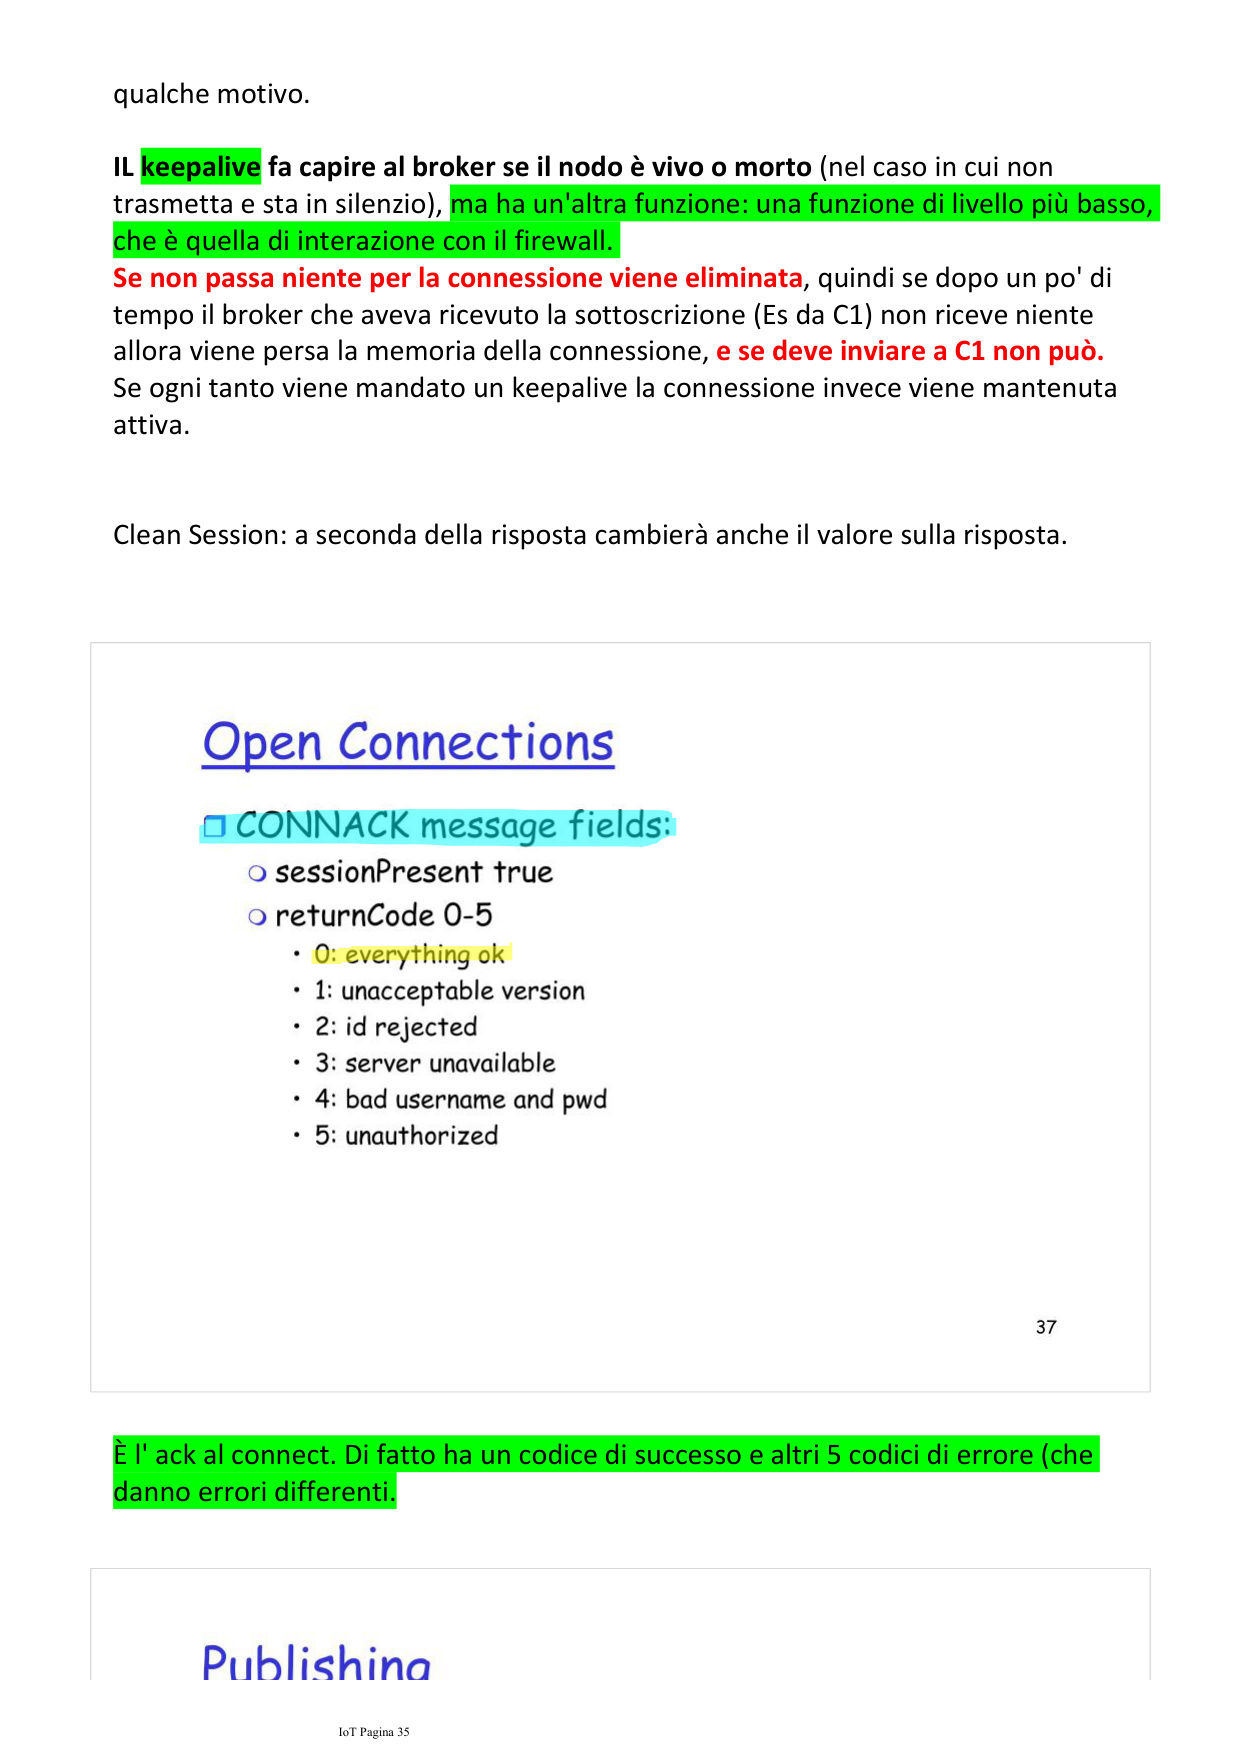 qualche motivo.
IL keepalive fa capire al broker se il nodo è vivo o morto (nel caso in cui non
trasmetta e sta in silenzio), ma ha un'altra funzione: una funzione di livello più basso,
che è quella di interazione con il firewall.
Se non passa niente per la connessione viene eliminata, quindi se dopo un po' di
tempo il broker che aveva ricevuto la sottoscrizione (Es da C1) non riceve niente
allora viene persa la memoria della connessione, e se deve inviare a C1 non può.
Se ogni tanto viene mandato un keepalive la connessione invece viene mantenuta
attiva.
Clean Session: a seconda della risposta cambierà anche il valore sulla risposta.
Open Connections
CONNACK message fields:
sessionPresent true
returnCode 0-5
• 0: everything ok
• 1: unacceptable version
• 2: id rejected
• 3: server unavailable
• 4: bad username and pwd
• 5: unauthorized
37
È l' ack al connect. Di fatto ha un codice di successo e altri 5 codici di errore (che
danno errori differenti.
Publishing
IoT Pagina 35